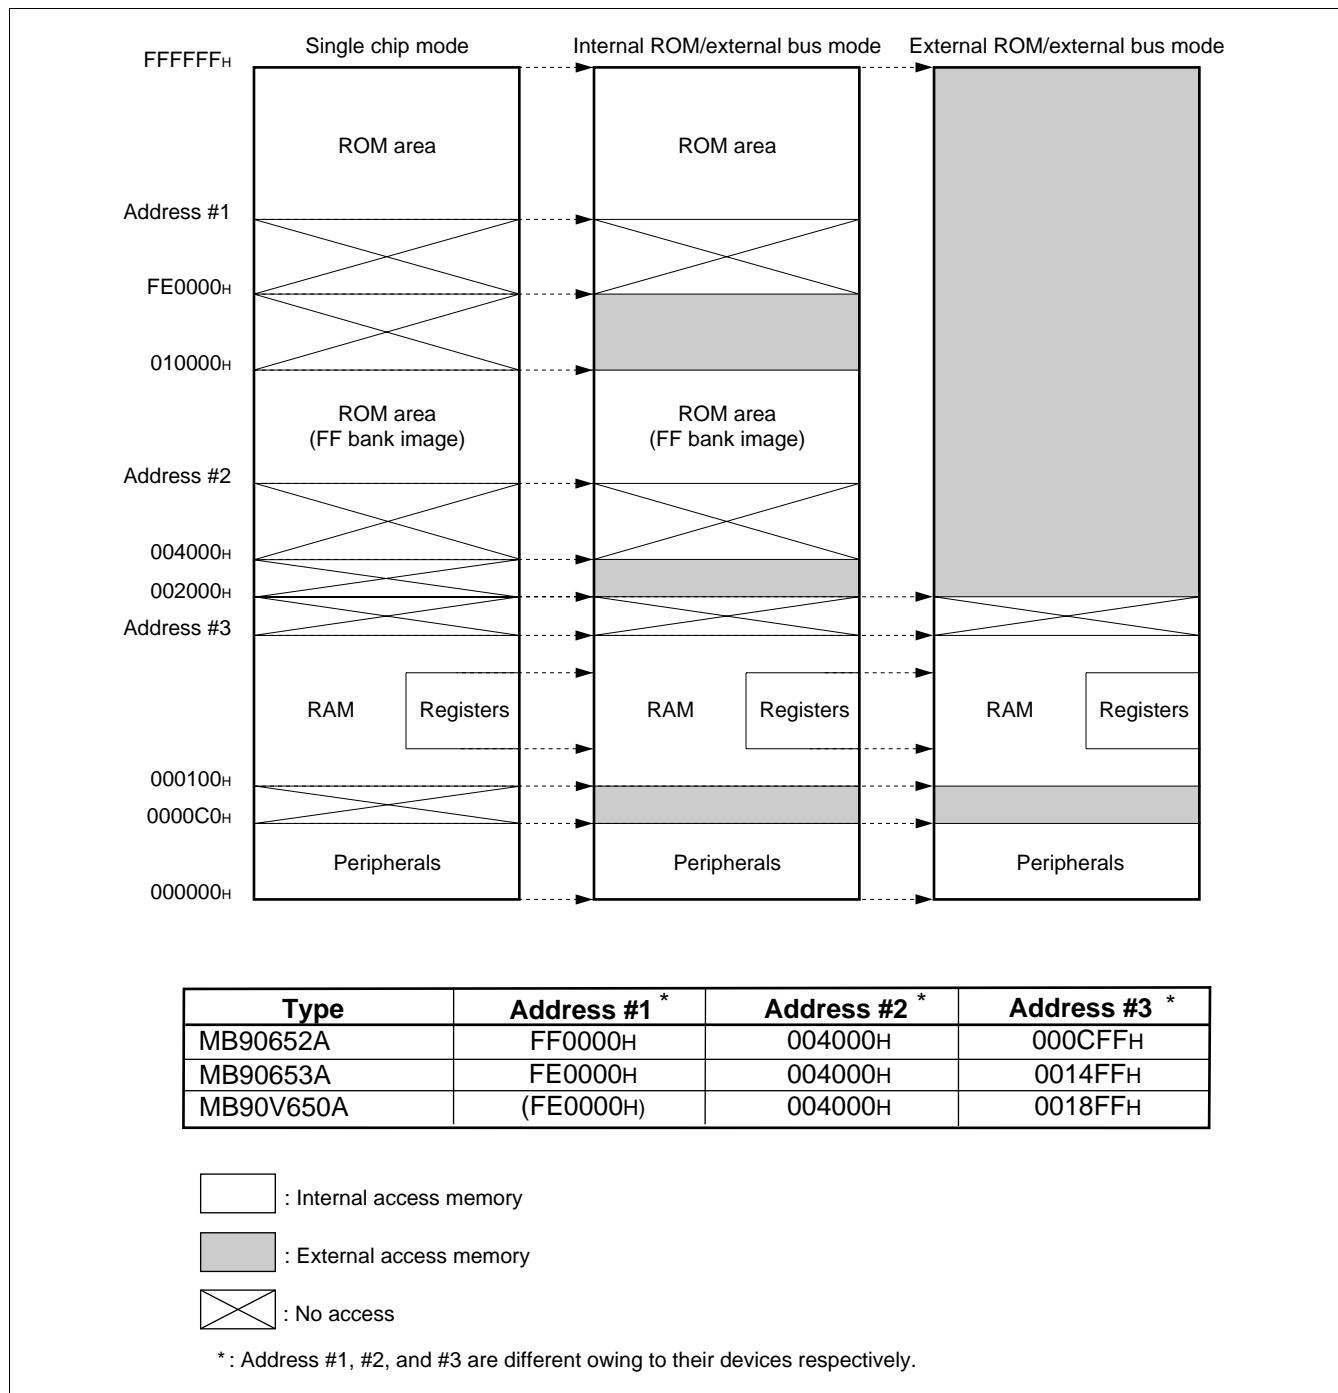 Single chip mode Internal ROM/external bus mode External ROM/external bus mode
FFFFFFH
ROM area ROM area
Address #1
FE0000H
010000H
ROM area ROM area
(FF bank image) (FF bank image)
Address #2
004000H
002000H
Address #3
RAM Registers RAM Registers RAM Registers
000100H
0000C0H
Peripherals Peripherals Peripherals
000000H
Type Address #1 * Address #2 * Address #3 *
MB90652A FF0000H 004000H 000CFFH
MB90653A FE0000H 004000H 0014FFH
MB90V650A (FE0000H) 004000H 0018FFH
: Internal access memory
: External access memory
: No access
* : Address #1, #2, and #3 are different owing to their devices respectively.